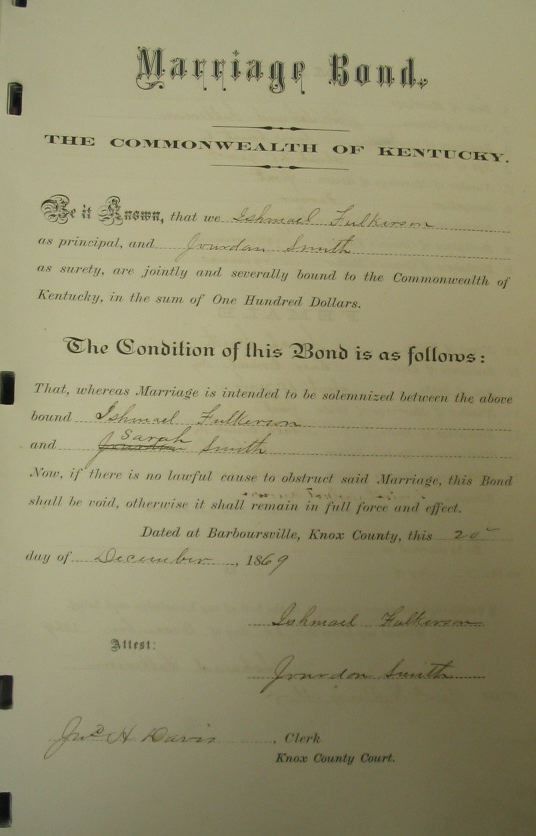 Marriage Bond.
THE COMMONWEALTH OF KENTUCKY.
Be it Known, that we Ishmael Fulkerson
as principal, and Jourdan Smith
as surety, are jointly and severally bound to the Commonwealth of
Kentucky, in the sum of One Hundred Dollars.
The Condition of this Bond is as follows:
That, whereas Marriage is intended to be solemnized between the above
bound Ishmael Fulkerson
and Jourdan Sarah Smith
Now, if there is no lawful cause to obstruct said Marriage, this Bond
shall be void, otherwise it shall remain in full force and effect.
Dated at Barboursville, Knox County, this 20
day of December, 1869
Ishmael Fulkerson
Attest:
Jourdon Smith
Jno H Davis, Clerk
Knox County Court.